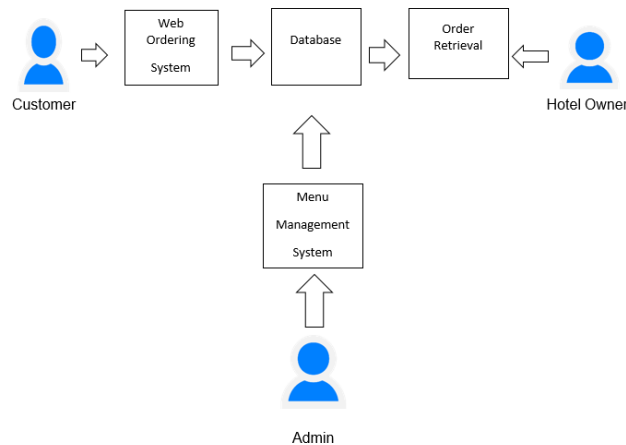 Web
Ordering
System
Database
Order
Retrieval
Customer
Hotel Owner
Menu
Management
System
Admin